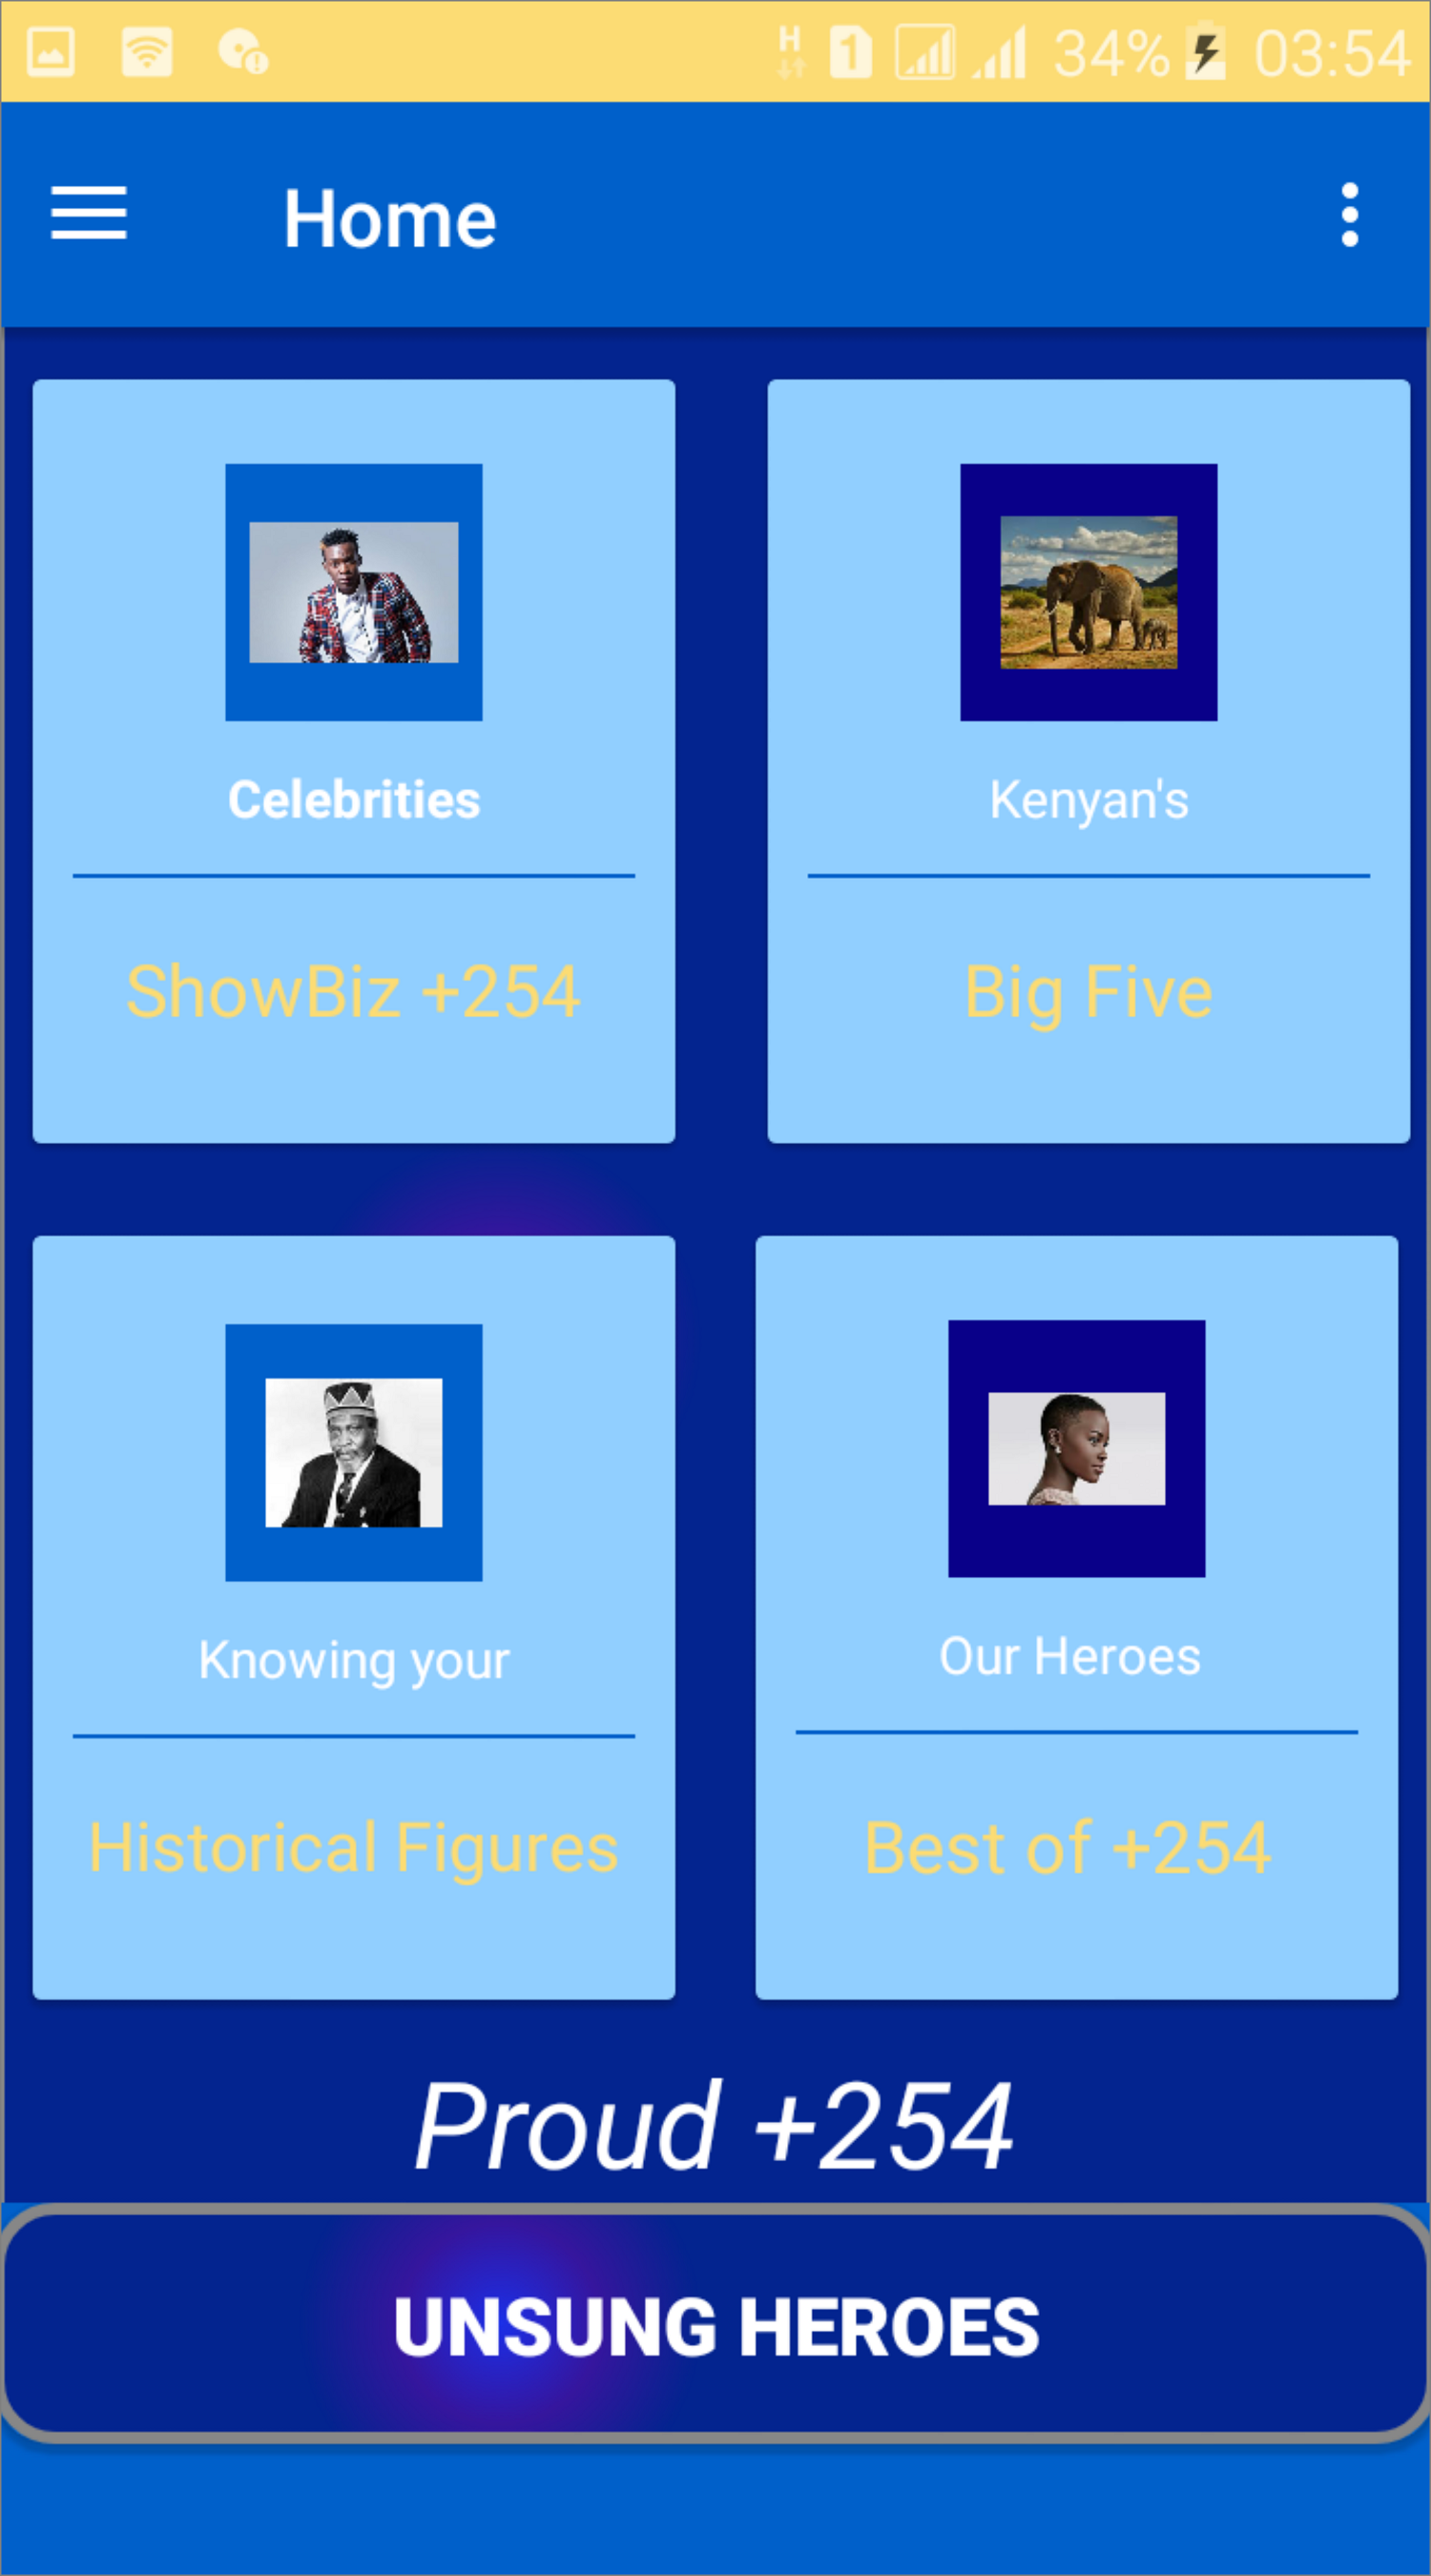 H 1 34% 03:54
Home
Celebrities
ShowBiz +254
Kenyan's
Big Five
Knowing your
Historical Figures
Our Heroes
Best of +254
Proud +254
UNSUNG HEROES